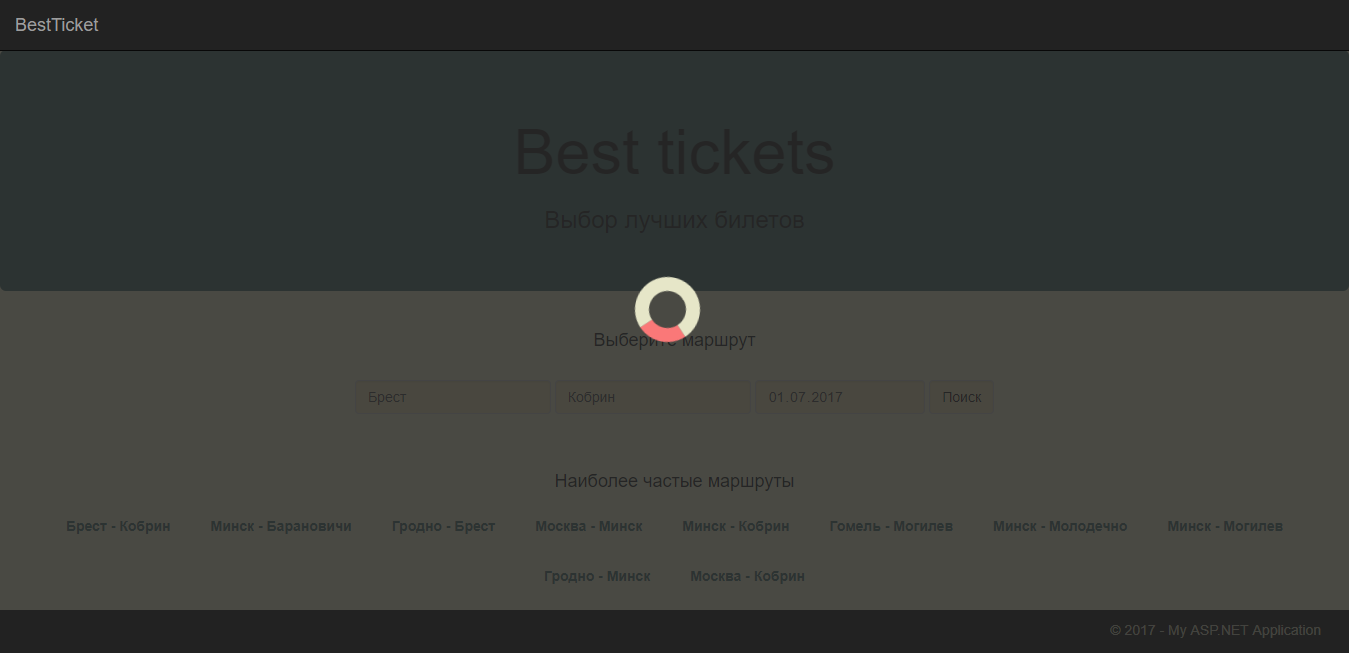 BestTicket
Best tickets
Выбор лучших билетов
Выберите маршрут
Брест Кобрин 01.07.2017 Поиск
Наиболее частые маршруты
Брест - Кобрин Минск - Барановичи Гродно - Брест Москва - Минск Минск - Кобрин Гомель - Могилев Минск - Молодечно Минск - Могилев
Гродно - Минск Москва - Кобрин
© 2017 - My ASP.NET Application